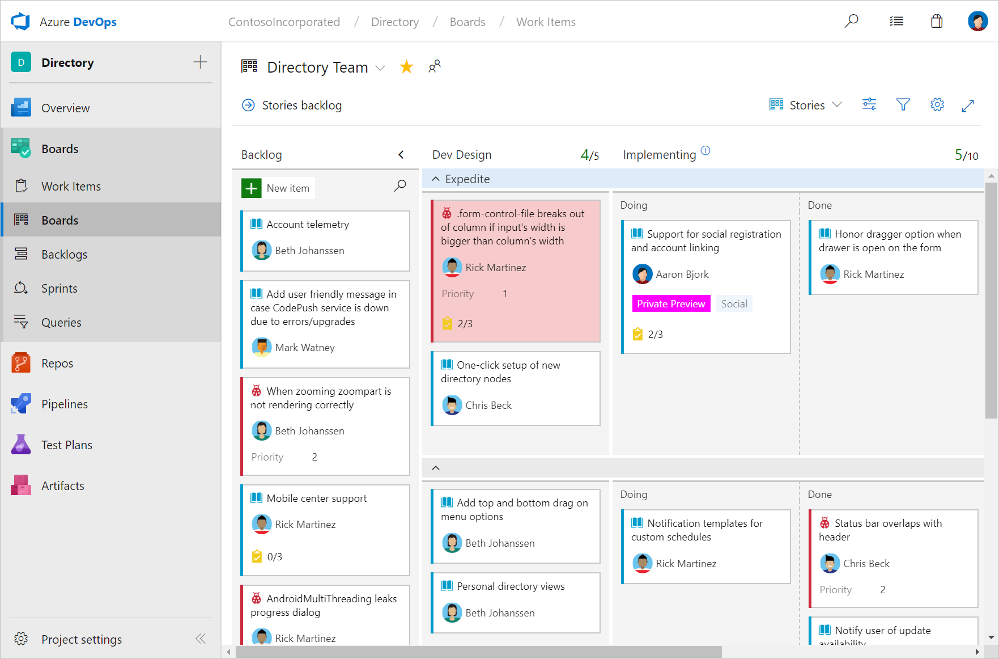 Azure DevOps
ContosoIncorporated / Directory / Boards / Work Items
D Directory
Overview
Boards
Work Items
Boards
Backlogs
Sprints
Queries
Repos
Pipelines
Test Plans
Artifacts
Project settings
Directory Team
Stories backlog
Stories
Backlog
New item
Account telemetry
Beth Johanssen
Add user friendly message in
case CodePush service is down
due to errors/upgrades
Mark Watney
When zooming zoompart is
not rendering correctly
Beth Johanssen
Priority 2
Mobile center support
Rick Martinez
0/3
AndroidMultiThreading leaks
progress dialog
Rick Martinez
Dev Design 4/5
Implementing 5/10
Expedite
.form-control-file breaks out
of column if input's width is
bigger than column's width
Rick Martinez
Priority 1
2/3
One-click setup of new
directory nodes
Chris Beck
Doing
Support for social registration
and account linking
Aaron Bjork
Private Preview Social
2/3
Done
Honor dragger option when
drawer is open on the form
Rick Martinez
Add top and bottom drag on
menu options
Beth Johanssen
Personal directory views
Beth Johanssen
Doing
Notification templates for
custom schedules
Rick Martinez
Done
Status bar overlaps with
header
Chris Beck
Priority 2
Notify user of update
availability